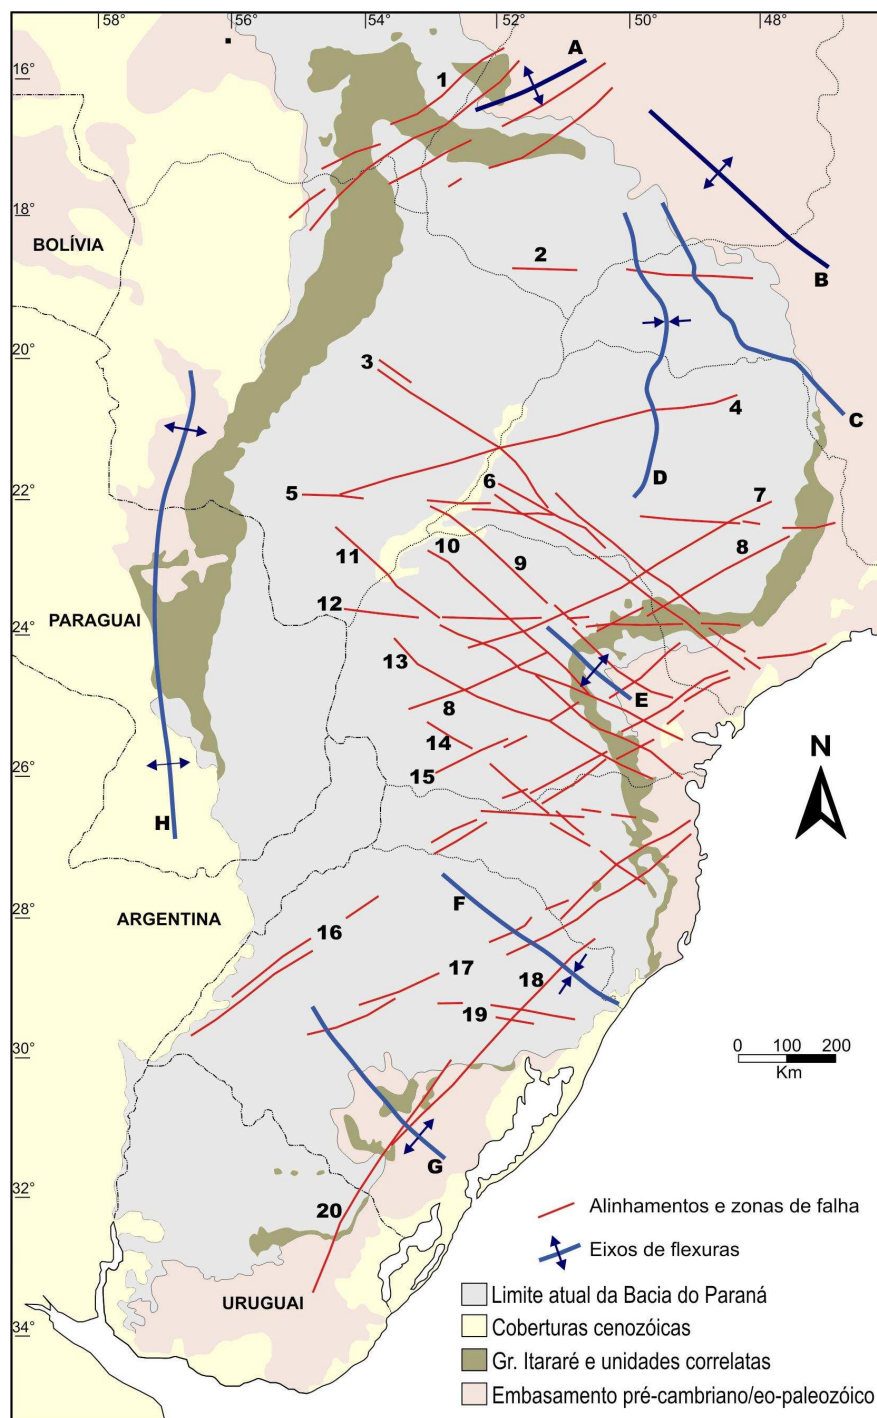 58 56 54 52 50 48
16°
A
1
18°
BOLÍVIA
2
B
20°
3
4
C
D
5
22°
6
7
8
9
10
11
12
PARAGUAI
24°
13
E
8
14
15
26°
N
H
F
28°
ARGENTINA
16
17
18
19
30°
0 100 200
Km
G
32°
20
Alinhamentos e zonas de falha
Eixos de flexuras
URUGUAI
Limite atual da Bacia do Paraná
Coberturas cenozóicas
34°
Gr. Itararé e unidades correlatas
Embasamento pré-cambriano/eo-paleozóico